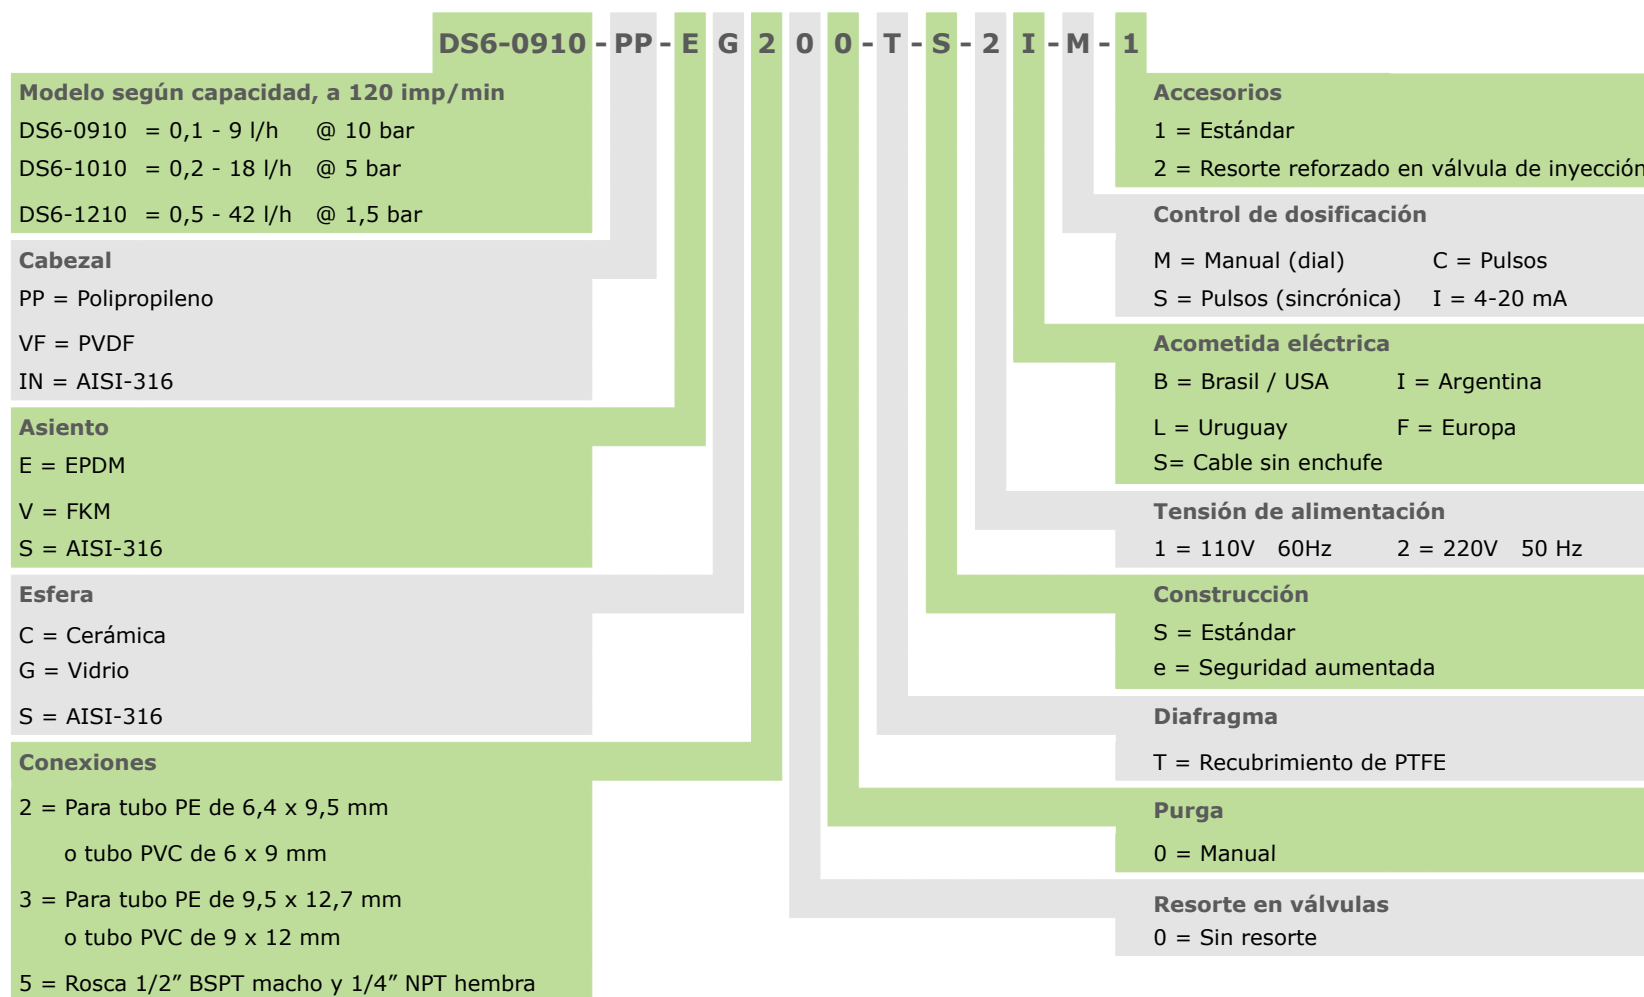 DS6-0910-PP-EG200-T-S-2I-M-1
Modelo según capacidad, a 120 imp/min
DS6-0910 = 0,1 - 9 l/h @ 10 bar
DS6-1010 = 0,2 - 18 l/h @ 5 bar
DS6-1210 = 0,5 - 42 l/h @ 1,5 bar
Cabezal
PP = Polipropileno
VF = PVDF
IN = AISI-316
Asiento
E = EPDM
V = FKM
S = AISI-316
Esfera
C = Cerámica
G = Vidrio
S = AISI-316
Conexiones
2 = Para tubo PE de 6,4 x 9,5 mm
o tubo PVC de 6 x 9 mm
3 = Para tubo PE de 9,5 x 12,7 mm
o tubo PVC de 9 x 12 mm
5 = Rosca 1/2” BSPT macho y 1/4” NPT hembra
Accesorios
1 = Estándar
2 = Resorte reforzado en válvula de inyección
Control de dosificación
M = Manual (dial) C = Pulsos
S = Pulsos (sincrónica) I = 4-20 mA
Acometida eléctrica
B = Brasil / USA I = Argentina
L = Uruguay F = Europa
S= Cable sin enchufe
Tensión de alimentación
1 = 110V 60Hz 2 = 220V 50 Hz
Construcción
S = Estándar
e = Seguridad aumentada
Diafragma
T = Recubrimiento de PTFE
Purga
0 = Manual
Resorte en válvulas
0 = Sin resorte